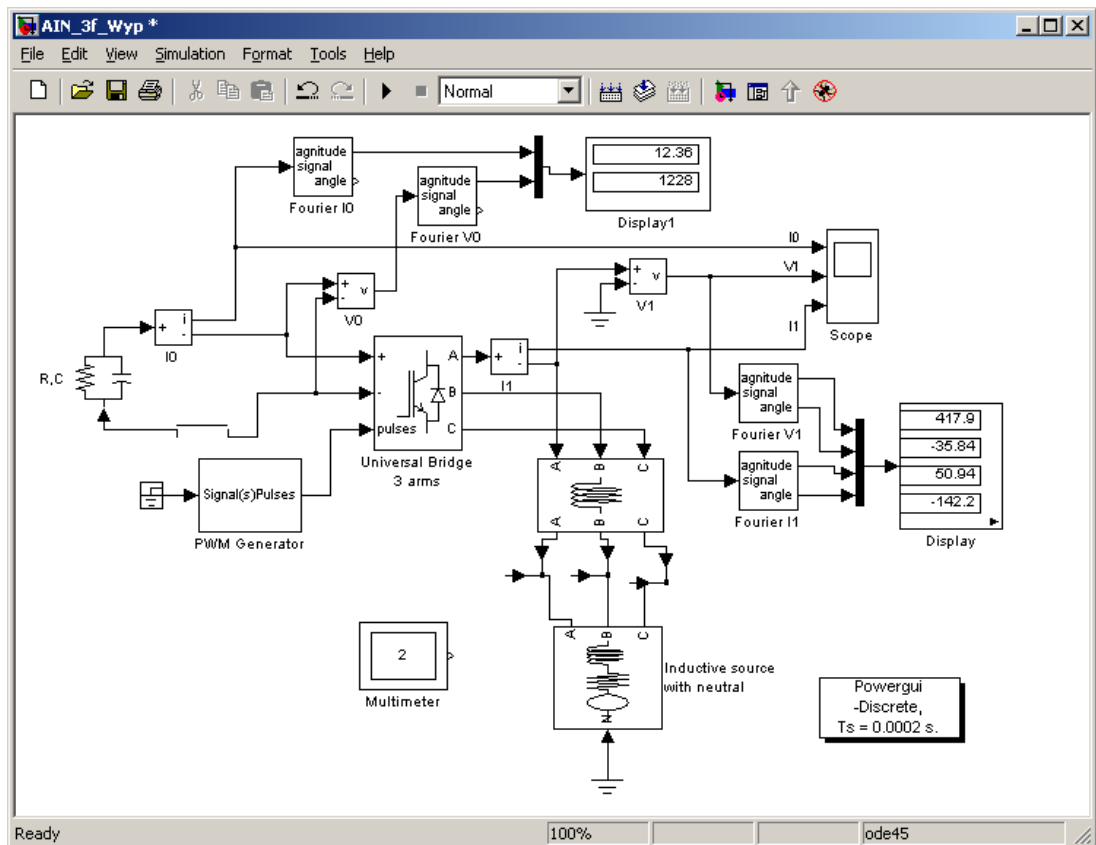 AIN_3f_Wyp *
File Edit View Simulation Format Tools Help
Normal
agnitude
signal
angle
Fourier I0
agnitude
signal
angle
Fourier V0
12.36
1228
Display1
I0
V1
I1
Scope
+
-
v
V0
+
-
v
V1
+
i
-
I0
R,C
+
-
pulses
A
B
C
Universal Bridge
3 arms
+
i
-
I1
agnitude
signal
angle
Fourier V1
agnitude
signal
angle
Fourier I1
417.9
-35.84
50.94
-142.2
Display
Signal(s)Pulses
PWM Generator
A
B
C
A
B
C
A
B
C
N
Inductive source
with neutral
2
Multimeter
Powergui
-Discrete,
Ts = 0.0002 s.
Ready
100%
ode45